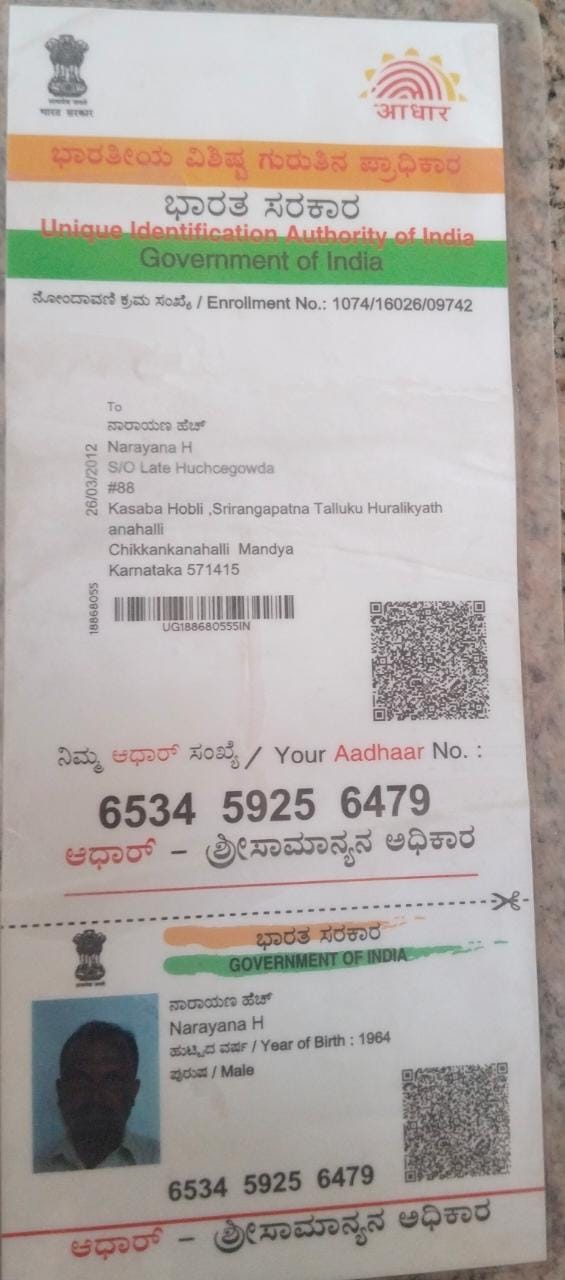 भारत सरकार
आधार
ಭಾರತೀಯ ವಿಶಿಷ್ಟ ಗುರುತಿನ ಪ್ರಾಧಿಕಾರ
ಭಾರತ ಸರಕಾರ
Unique Identification Authority of India
Government of India
ನೋಂದಾವಣಿ ಕ್ರಮ ಸಂಖ್ಯೆ / Enrollment No.: 1074/16026/09742
To
ನಾರಾಯಣ ಹೆಚ್
Narayana H
S/O Late Huchcegowda
#88
Kasaba Hobli ,Srirangapatna Talluku Huralikyath
anahalli
Chikkankanahalli Mandya
Karnataka 571415
26/03/2012
18868055
UG188680555IN
ನಿಮ್ಮ ಆಧಾರ್ ಸಂಖ್ಯೆ / Your Aadhaar No. :
6534 5925 6479
ಆಧಾರ್ – ಶ್ರೀಸಾಮಾನ್ಯನ ಅಧಿಕಾರ
ಭಾರತ ಸರಕಾರ
GOVERNMENT OF INDIA
ನಾರಾಯಣ ಹೆಚ್
Narayana H
ಹುಟ್ಟಿದ ವರ್ಷ / Year of Birth : 1964
ಪುರುಷ / Male
6534 5925 6479
ಆಧಾರ್ – ಶ್ರೀಸಾಮಾನ್ಯನ ಅಧಿಕಾರ